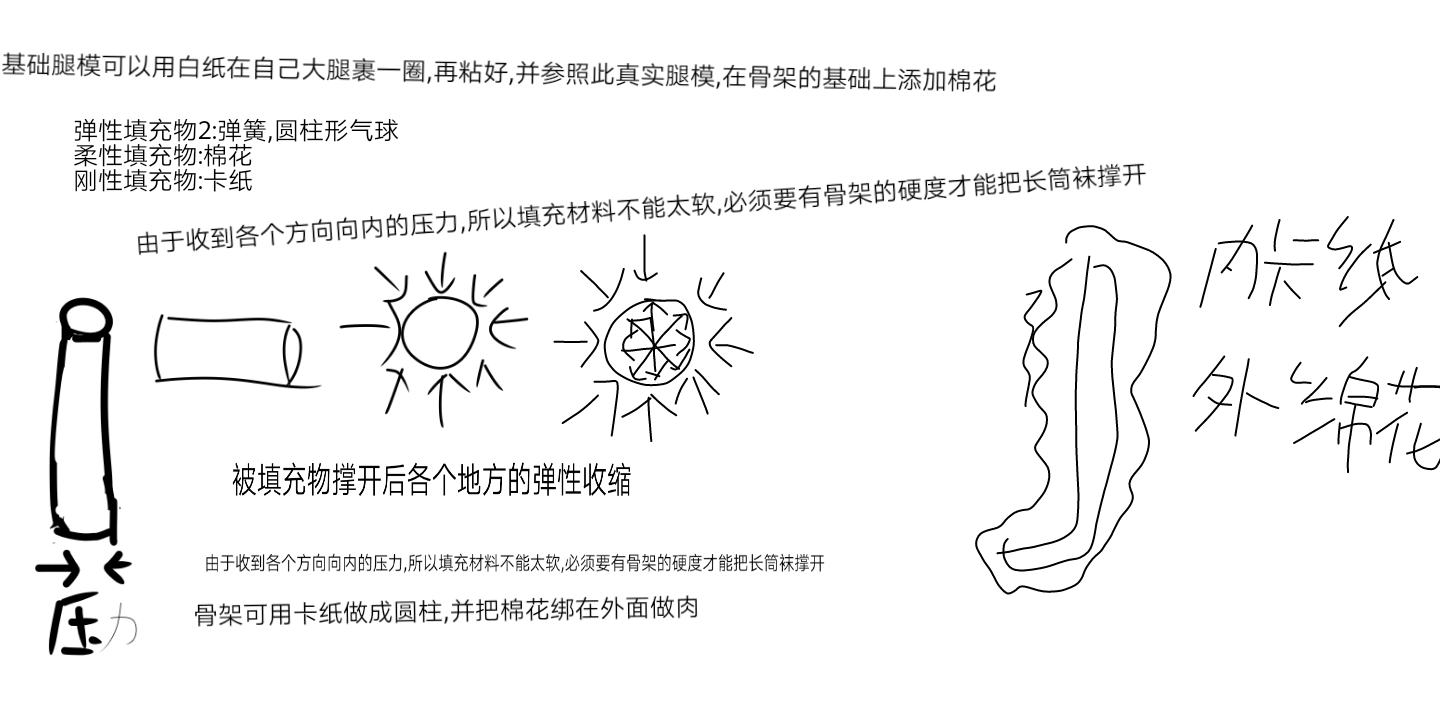 基础腿模可以用白纸在自己大腿裹一圈,再粘好,并参照此真实腿模,在骨架的基础上添加棉花
弹性填充物2:弹簧,圆柱形气球
柔性填充物:棉花
刚性填充物:卡纸
由于收到各个方向向内的压力,所以填充材料不能太软,必须要有骨架的硬度才能把长筒袜撑开
内卡纸
外绵花
被填充物撑开后各个地方的弹性收缩
由于收到各个方向向内的压力,所以填充材料不能太软,必须要有骨架的硬度才能把长筒袜撑开
骨架可用卡纸做成圆柱,并把棉花绑在外面做肉
压力